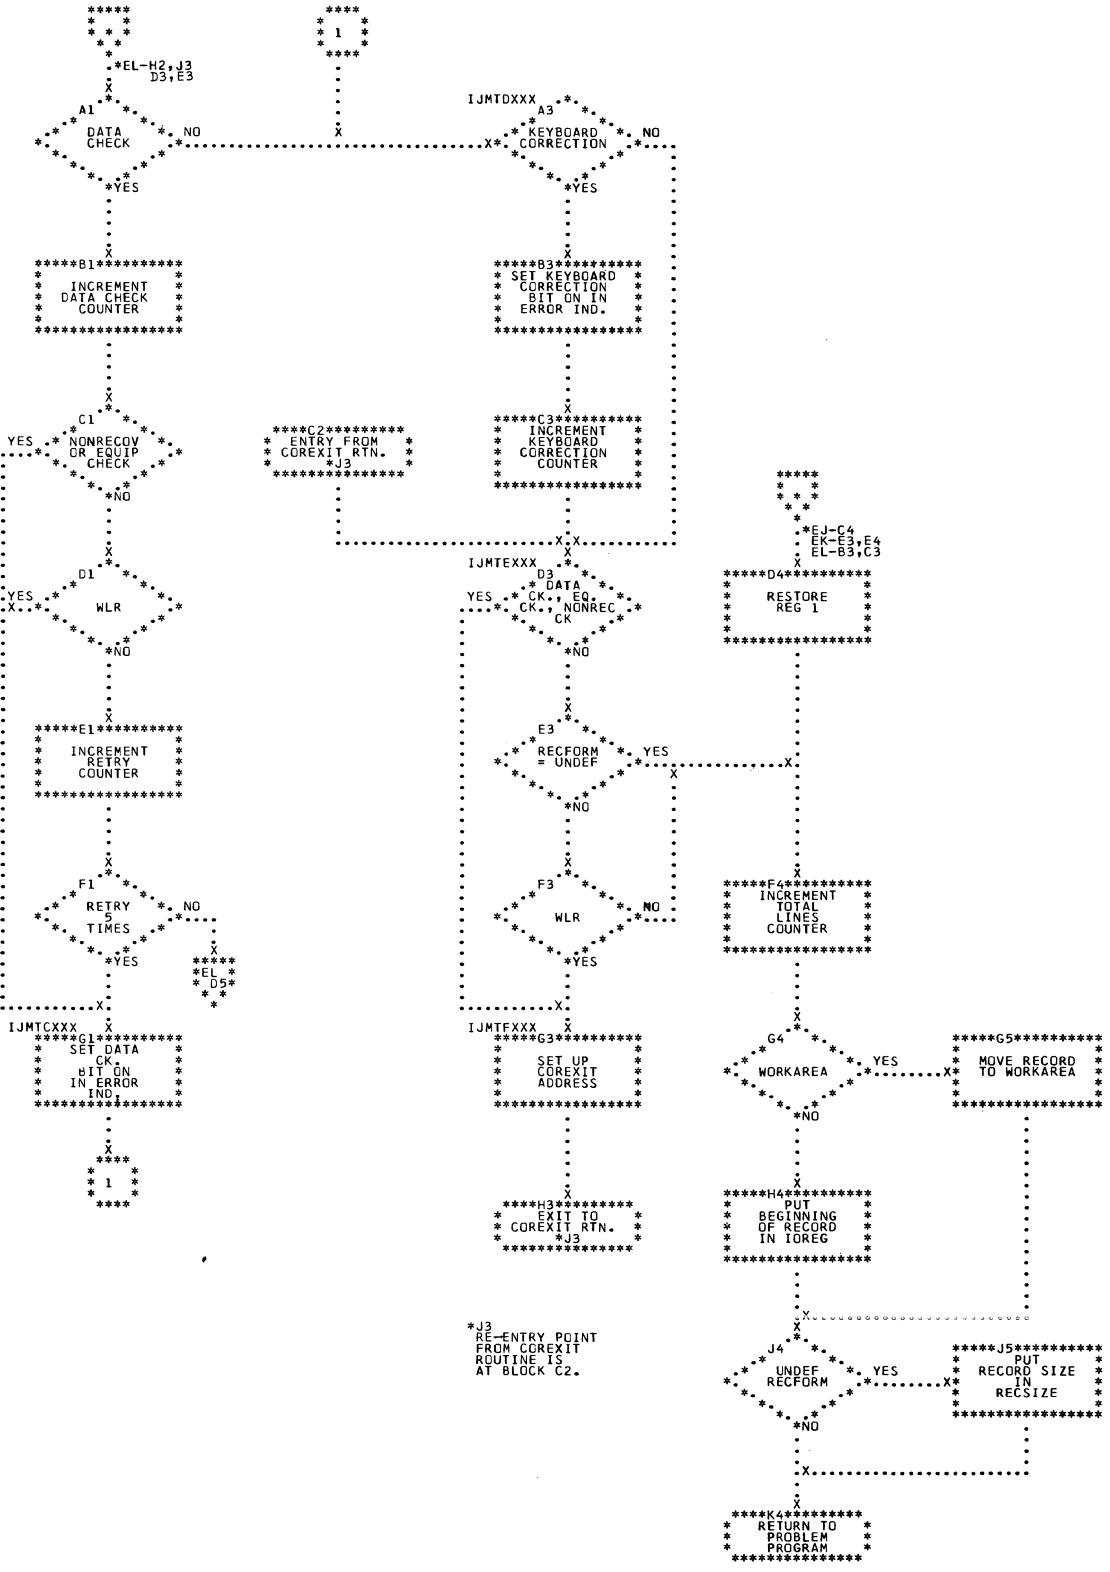 1
*EL-H2,J3
D3,E3
A1
DATA
CHECK
NO
YES
IJMTDXXX
A3
KEYBOARD
CORRECTION
NO
YES
B1
INCREMENT
DATA CHECK
COUNTER
B3
SET KEYBOARD
CORRECTION
BIT ON IN
ERROR IND.
C1
YES
NONRECOV
OR EQUIP
CHECK
NO
C2
ENTRY FROM
COREXIT RTN.
*J3
C3
INCREMENT
KEYBOARD
CORRECTION
COUNTER
*EJ-C4
EK-E3,E4
EL-B3,C3
D1
YES
WLR
NO
IJMTEXXX
D3
YES
DATA
CK., EQ.
CK., NONREC
CK
NO
D4
RESTORE
REG 1
E1
INCREMENT
RETRY
COUNTER
E3
RECFORM
= UNDEF
YES
NO
F1
RETRY
5
TIMES
NO
YES
EL
D5
F3
WLR
NO
YES
F4
INCREMENT
TOTAL
LINES
COUNTER
IJMTCXXX
G1
SET DATA
CK.
BIT ON
IN ERROR
IND.
1
IJMTFXXX
G3
SET UP
COREXIT
ADDRESS
G4
WORKAREA
YES
NO
G5
MOVE RECORD
TO WORKAREA
H3
EXIT TO
COREXIT RTN.
*J3
H4
PUT
BEGINNING
OF RECORD
IN IOREG
*J3
RE-ENTRY POINT
FROM COREXIT
ROUTINE IS
AT BLOCK C2.
J4
UNDEF
RECFORM
YES
NO
J5
PUT
RECORD SIZE
IN
RECSIZE
K4
RETURN TO
PROBLEM
PROGRAM